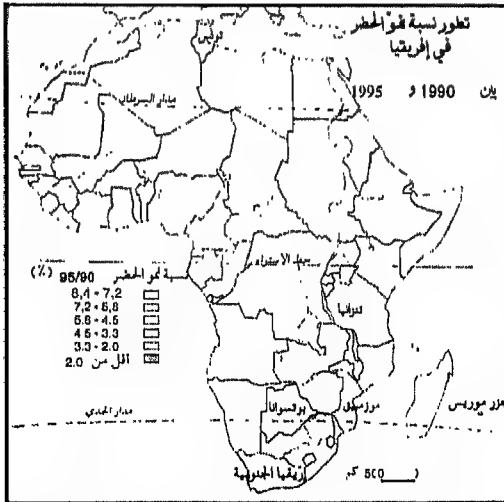 تطور نسبة نمو الحضر
في إفريقيا
بين 1990 و 1995
تونس
مدار السرطان
خط الاستواء
تنزانيا
نسبة نمو الحضر 95/90 (%)
8,4 - 7,2
7,2 - 5,8
5.8 - 4.5
4.5 - 3.3
3.3 - 2.0
أقل من 2.0
موزمبيق
بوتسوانا
جزر موريس
مدار الجدي
إفريقيا الجنوبية
500 كم